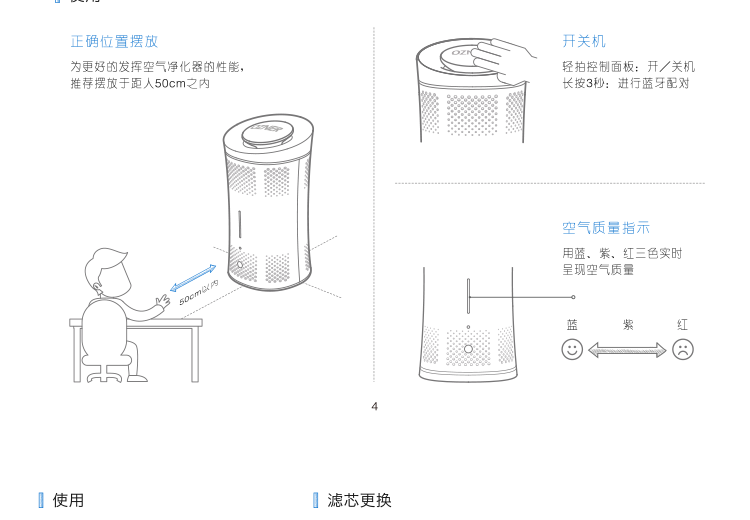 使用
正确位置摆放
为更好的发挥空气净化器的性能,
推荐摆放于距人50cm之内
OZNER
50cm以内
开关机
轻拍控制面板:开/关机
长按3秒:进行蓝牙配对
空气质量指示
用蓝、紫、红三色实时
呈现空气质量
蓝 紫 红
4
使用
滤芯更换